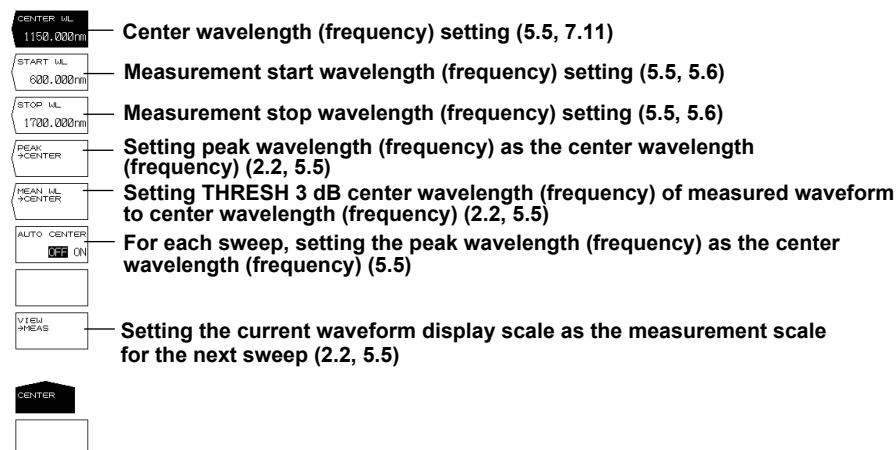 CENTER WL
1150.000nm
Center wavelength (frequency) setting (5.5, 7.11)
START WL
600.000nm
Measurement start wavelength (frequency) setting (5.5, 5.6)
STOP WL
1700.000nm
Measurement stop wavelength (frequency) setting (5.5, 5.6)
PEAK
→CENTER
Setting peak wavelength (frequency) as the center wavelength
(frequency) (2.2, 5.5)
MEAN WL
→CENTER
Setting THRESH 3 dB center wavelength (frequency) of measured waveform
to center wavelength (frequency) (2.2, 5.5)
AUTO CENTER
OFF ON
For each sweep, setting the peak wavelength (frequency) as the center
wavelength (frequency) (5.5)
VIEW
→MEAS
Setting the current waveform display scale as the measurement scale
for the next sweep (2.2, 5.5)
CENTER